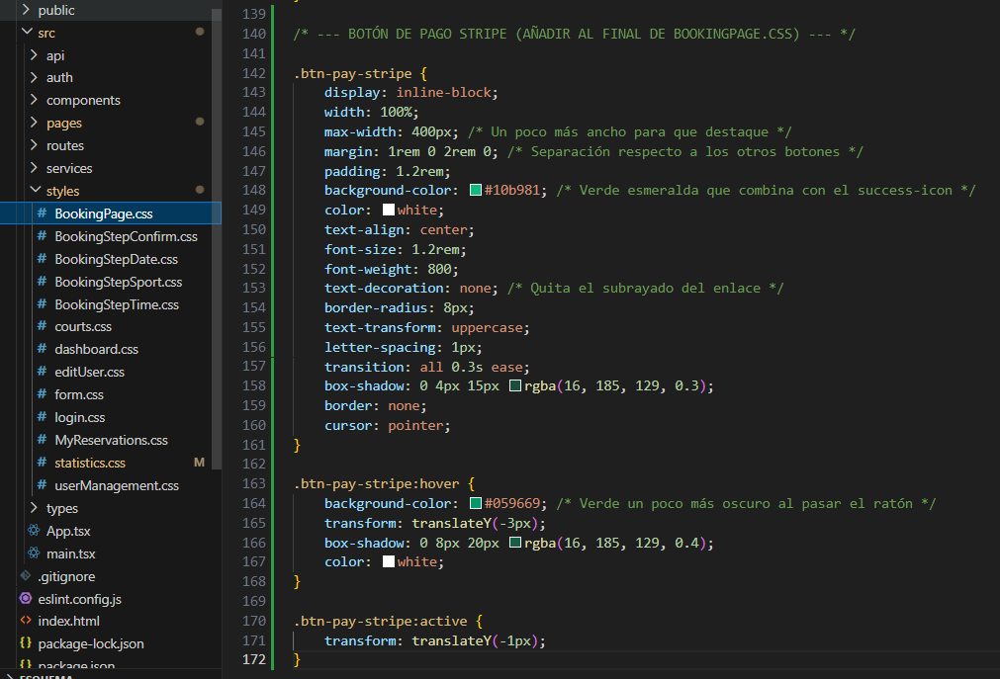 public
src
api
auth
components
pages
routes
services
styles
# BookingPage.css
# BookingStepConfirm.css
# BookingStepDate.css
# BookingStepSport.css
# BookingStepTime.css
# courts.css
# dashboard.css
# editUser.css
# form.css
# login.css
# MyReservations.css
# statistics.css M
# userManagement.css
types
App.tsx
main.tsx
.gitignore
eslint.config.js
<> index.html
{} package-lock.json
{} package.json
ESQUEMA
139
140 /* --- BOTÓN DE PAGO STRIPE (AÑADIR AL FINAL DE BOOKINGPAGE.CSS) --- */
141
142 .btn-pay-stripe {
143 display: inline-block;
144 width: 100%;
145 max-width: 400px; /* Un poco más ancho para que destaque */
146 margin: 1rem 0 2rem 0; /* Separación respecto a los otros botones */
147 padding: 1.2rem;
148 background-color: #10b981; /* Verde esmeralda que combina con el success-icon */
149 color: white;
150 text-align: center;
151 font-size: 1.2rem;
152 font-weight: 800;
153 text-decoration: none; /* Quita el subrayado del enlace */
154 border-radius: 8px;
155 text-transform: uppercase;
156 letter-spacing: 1px;
157 transition: all 0.3s ease;
158 box-shadow: 0 4px 15px rgba(16, 185, 129, 0.3);
159 border: none;
160 cursor: pointer;
161 }
162
163 .btn-pay-stripe:hover {
164 background-color: #059669; /* Verde un poco más oscuro al pasar el ratón */
165 transform: translateY(-3px);
166 box-shadow: 0 8px 20px rgba(16, 185, 129, 0.4);
167 color: white;
168 }
169
170 .btn-pay-stripe:active {
171 transform: translateY(-1px);
172 }